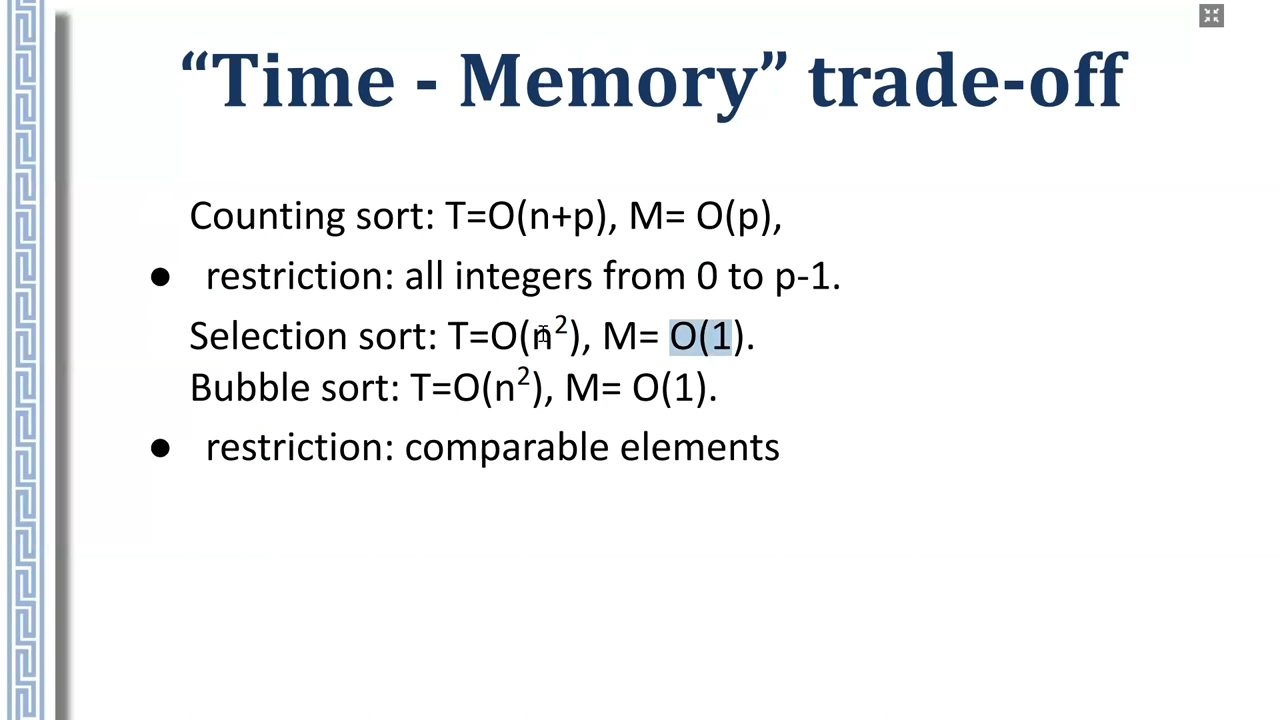 “Time - Memory” trade-off
Counting sort: T=O(n+p), M= O(p),
● restriction: all integers from 0 to p-1.
Selection sort: T=O(n²), M= O(1).
Bubble sort: T=O(n²), M= O(1).
● restriction: comparable elements